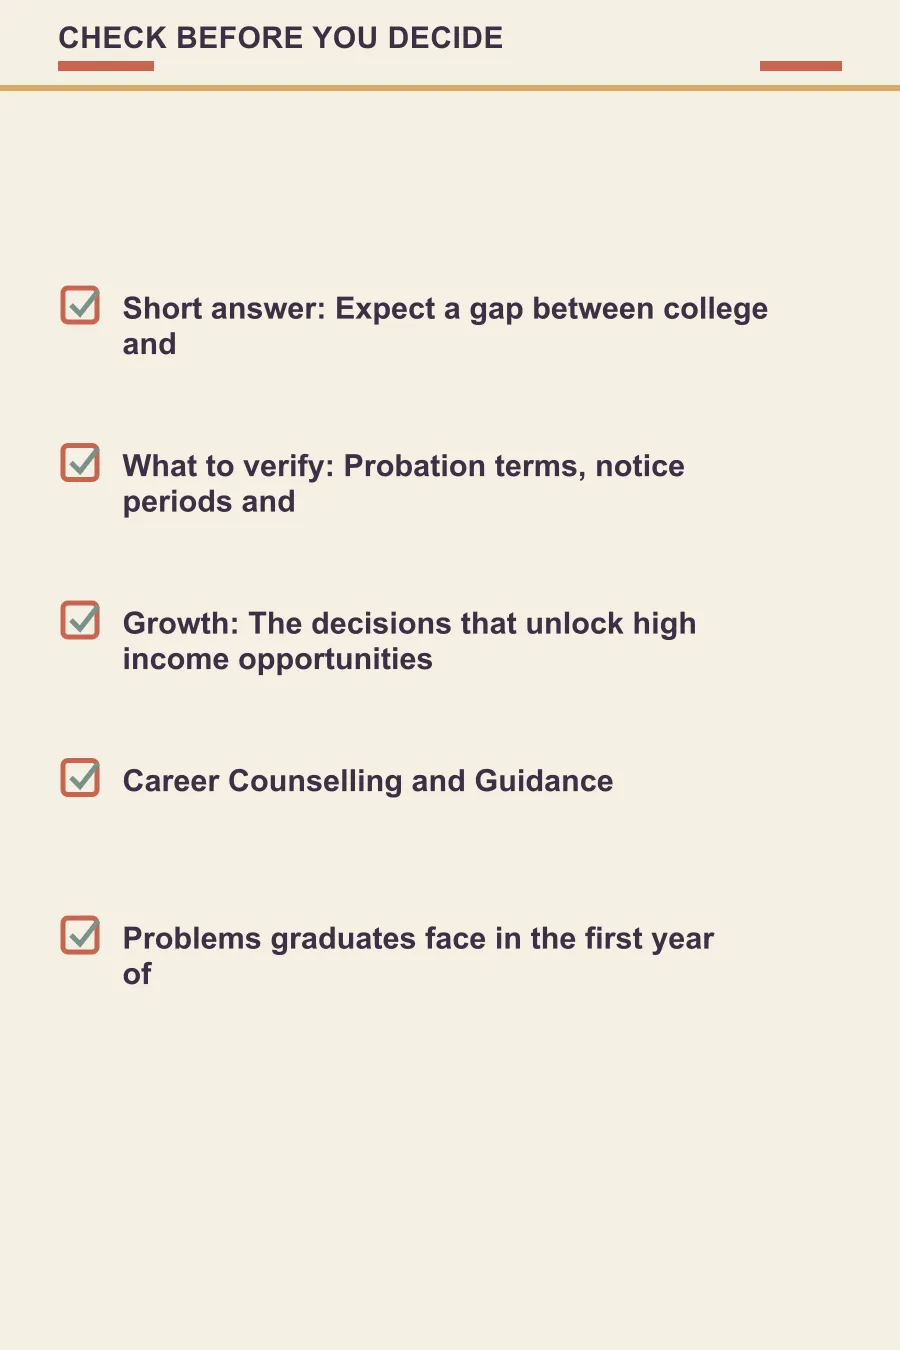 CHECK BEFORE YOU DECIDE
Short answer: Expect a gap between college
and
What to verify: Probation terms, notice
periods and
Growth: The decisions that unlock high
income opportunities
Career Counselling and Guidance
Problems graduates face in the first year
of